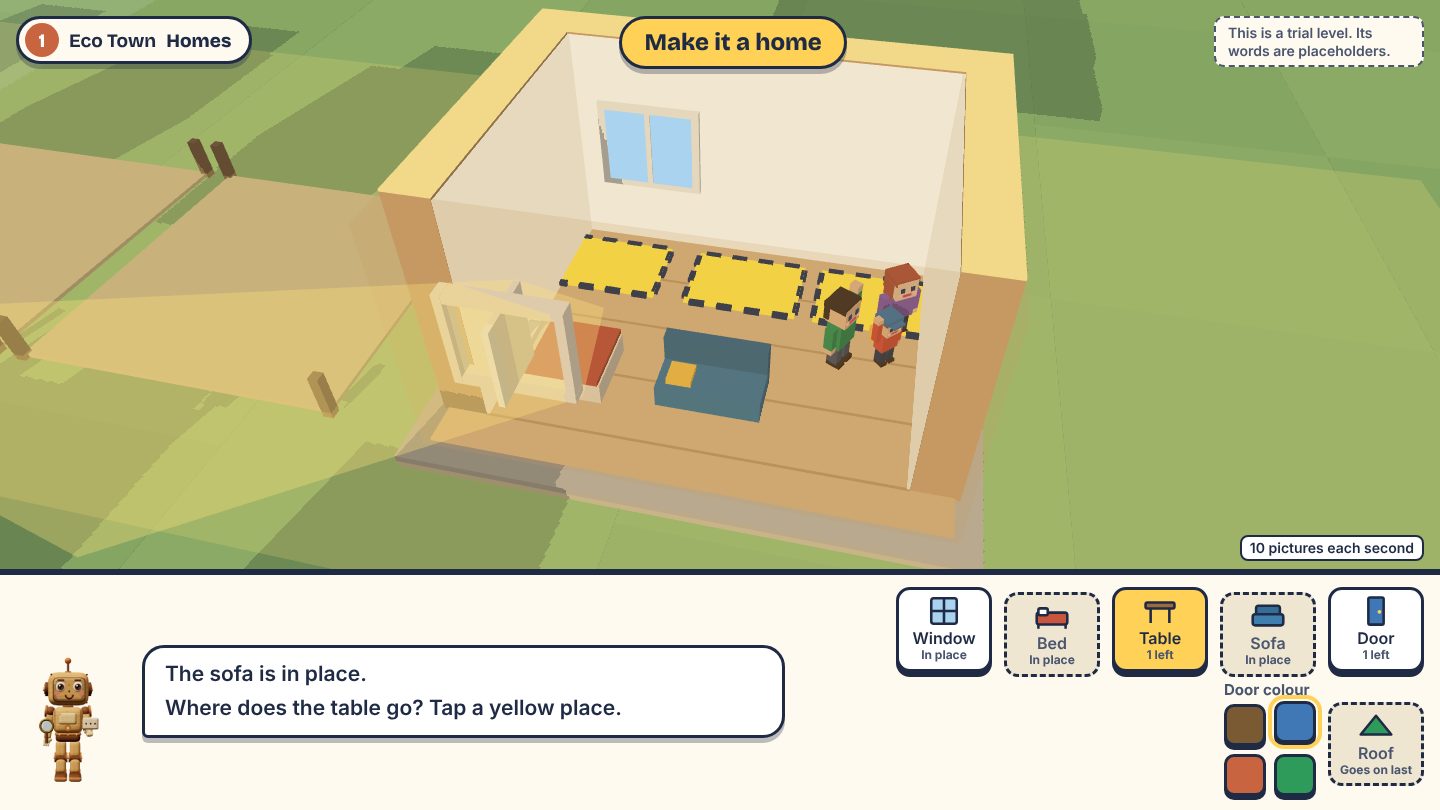 1 Eco Town Homes
Make it a home
This is a trial level. Its
words are placeholders.
10 pictures each second
The sofa is in place.
Where does the table go? Tap a yellow place.
Window
In place
Bed
In place
Table
1 left
Sofa
In place
Door
1 left
Door colour
Roof
Goes on last